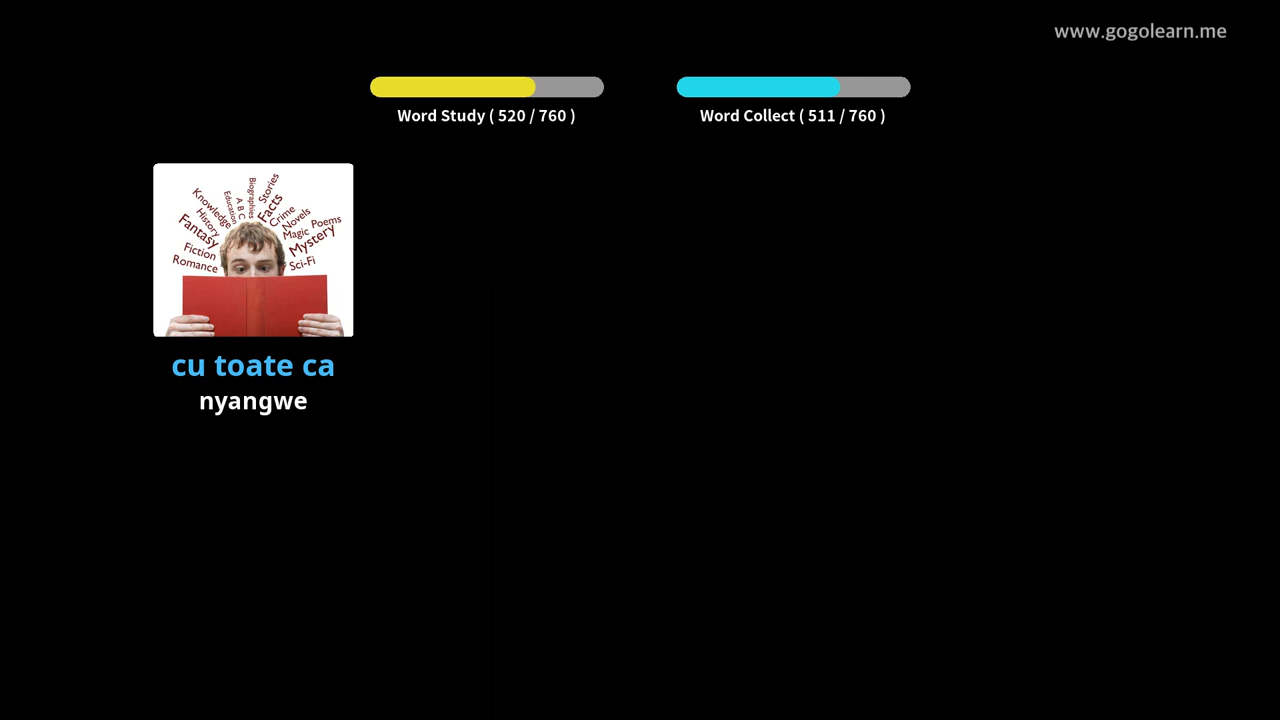 www.gogolearn.me
Word Study ( 520 / 760 )
Word Collect ( 511 / 760 )
Romance
Fiction
Fantasy
History
Knowledge
Education
A B C
Biographies
Stories
Facts
Crime
Novels
Magic
Poems
Mystery
Sci-Fi
cu toate ca
nyangwe